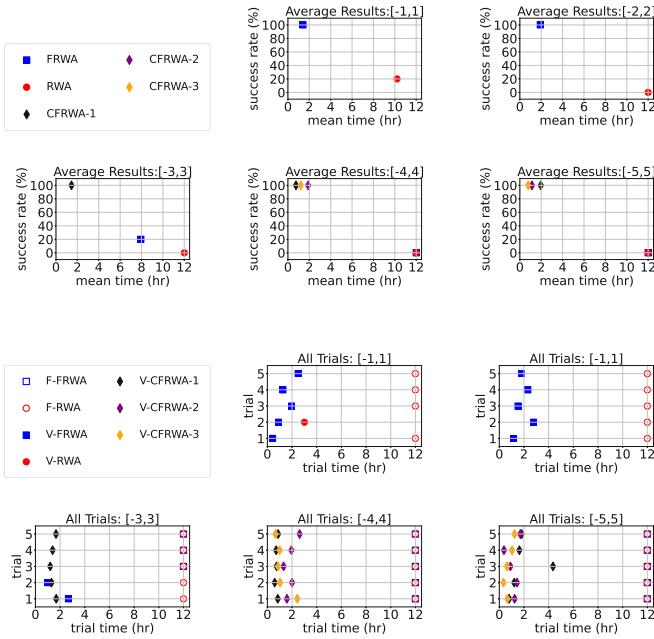 FRWA
RWA
CFRWA-1
CFRWA-2
CFRWA-3
Average Results:[-1,1]
success rate (%)
100
80
60
40
20
0
0 2 4 6 8 10 12
mean time (hr)
Average Results:[-2,2]
success rate (%)
100
80
60
40
20
0
0 2 4 6 8 10 12
mean time (hr)
Average Results:[-3,3]
success rate (%)
100
80
60
40
20
0
0 2 4 6 8 10 12
mean time (hr)
Average Results:[-4,4]
success rate (%)
100
80
60
40
20
0
0 2 4 6 8 10 12
mean time (hr)
Average Results:[-5,5]
success rate (%)
100
80
60
40
20
0
0 2 4 6 8 10 12
mean time (hr)
F-FRWA
F-RWA
V-FRWA
V-RWA
V-CFRWA-1
V-CFRWA-2
V-CFRWA-3
All Trials: [-1,1]
trial
5
4
3
2
1
0 2 4 6 8 10 12
trial time (hr)
All Trials: [-1,1]
trial
5
4
3
2
1
0 2 4 6 8 10 12
trial time (hr)
All Trials: [-3,3]
trial
5
4
3
2
1
0 2 4 6 8 10 12
trial time (hr)
All Trials: [-4,4]
trial
5
4
3
2
1
0 2 4 6 8 10 12
trial time (hr)
All Trials: [-5,5]
trial
5
4
3
2
1
0 2 4 6 8 10 12
trial time (hr)